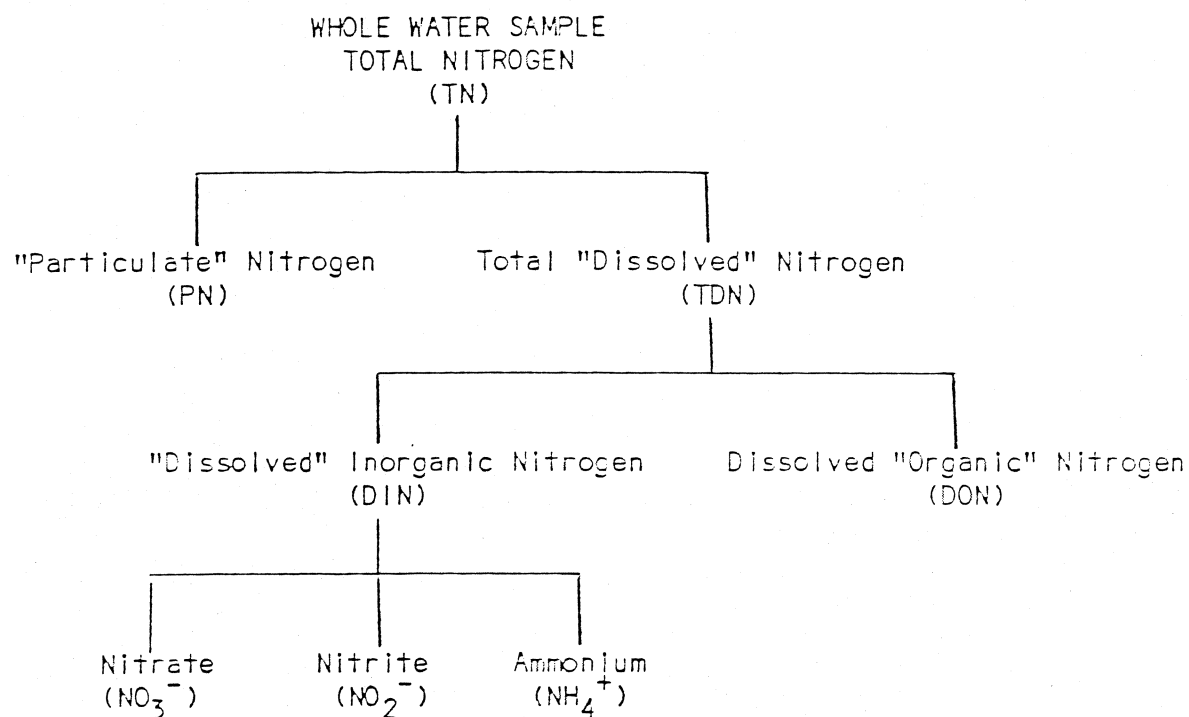 WHOLE WATER SAMPLE
TOTAL NITROGEN
(TN)
"Particulate" Nitrogen
(PN)
Total "Dissolved" Nitrogen
(TDN)
"Dissolved" Inorganic Nitrogen
(DIN)
Dissolved "Organic" Nitrogen
(DON)
Nitrate
(NO₃⁻)
Nitrite
(NO₂⁻)
Ammonium
(NH₄⁺)